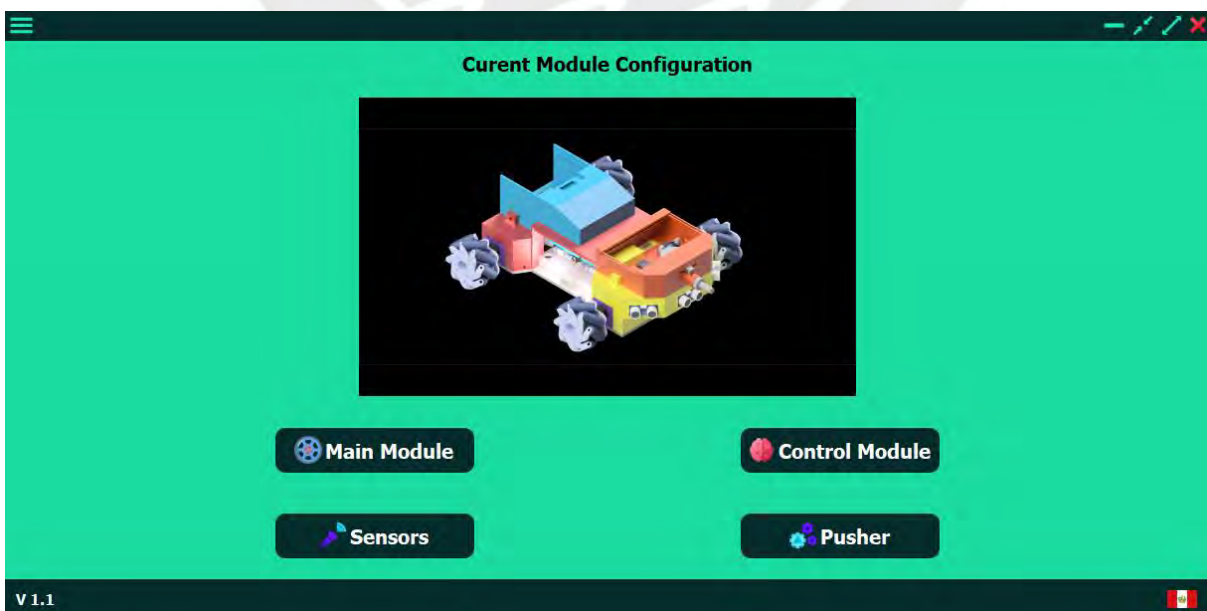 Curent Module Configuration
Main Module
Control Module
Sensors
Pusher
V 1.1